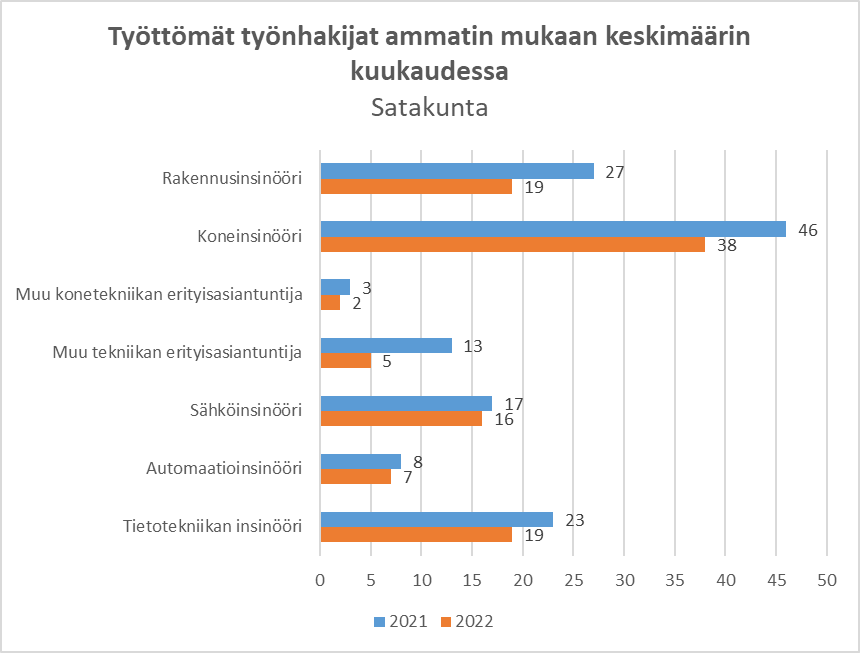 Työttömät työnhakijat ammatin mukaan keskimäärin
kuukaudessa
Satakunta
Rakennusinsinööri
27
19
Koneinsinööri
46
38
Muu konetekniikan erityisasiantuntija
3
2
Muu tekniikan erityisasiantuntija
13
5
Sähköinsinööri
17
16
Automaatioinsinööri
8
7
Tietotekniikan insinööri
23
19
0 5 10 15 20 25 30 35 40 45 50
2021 2022